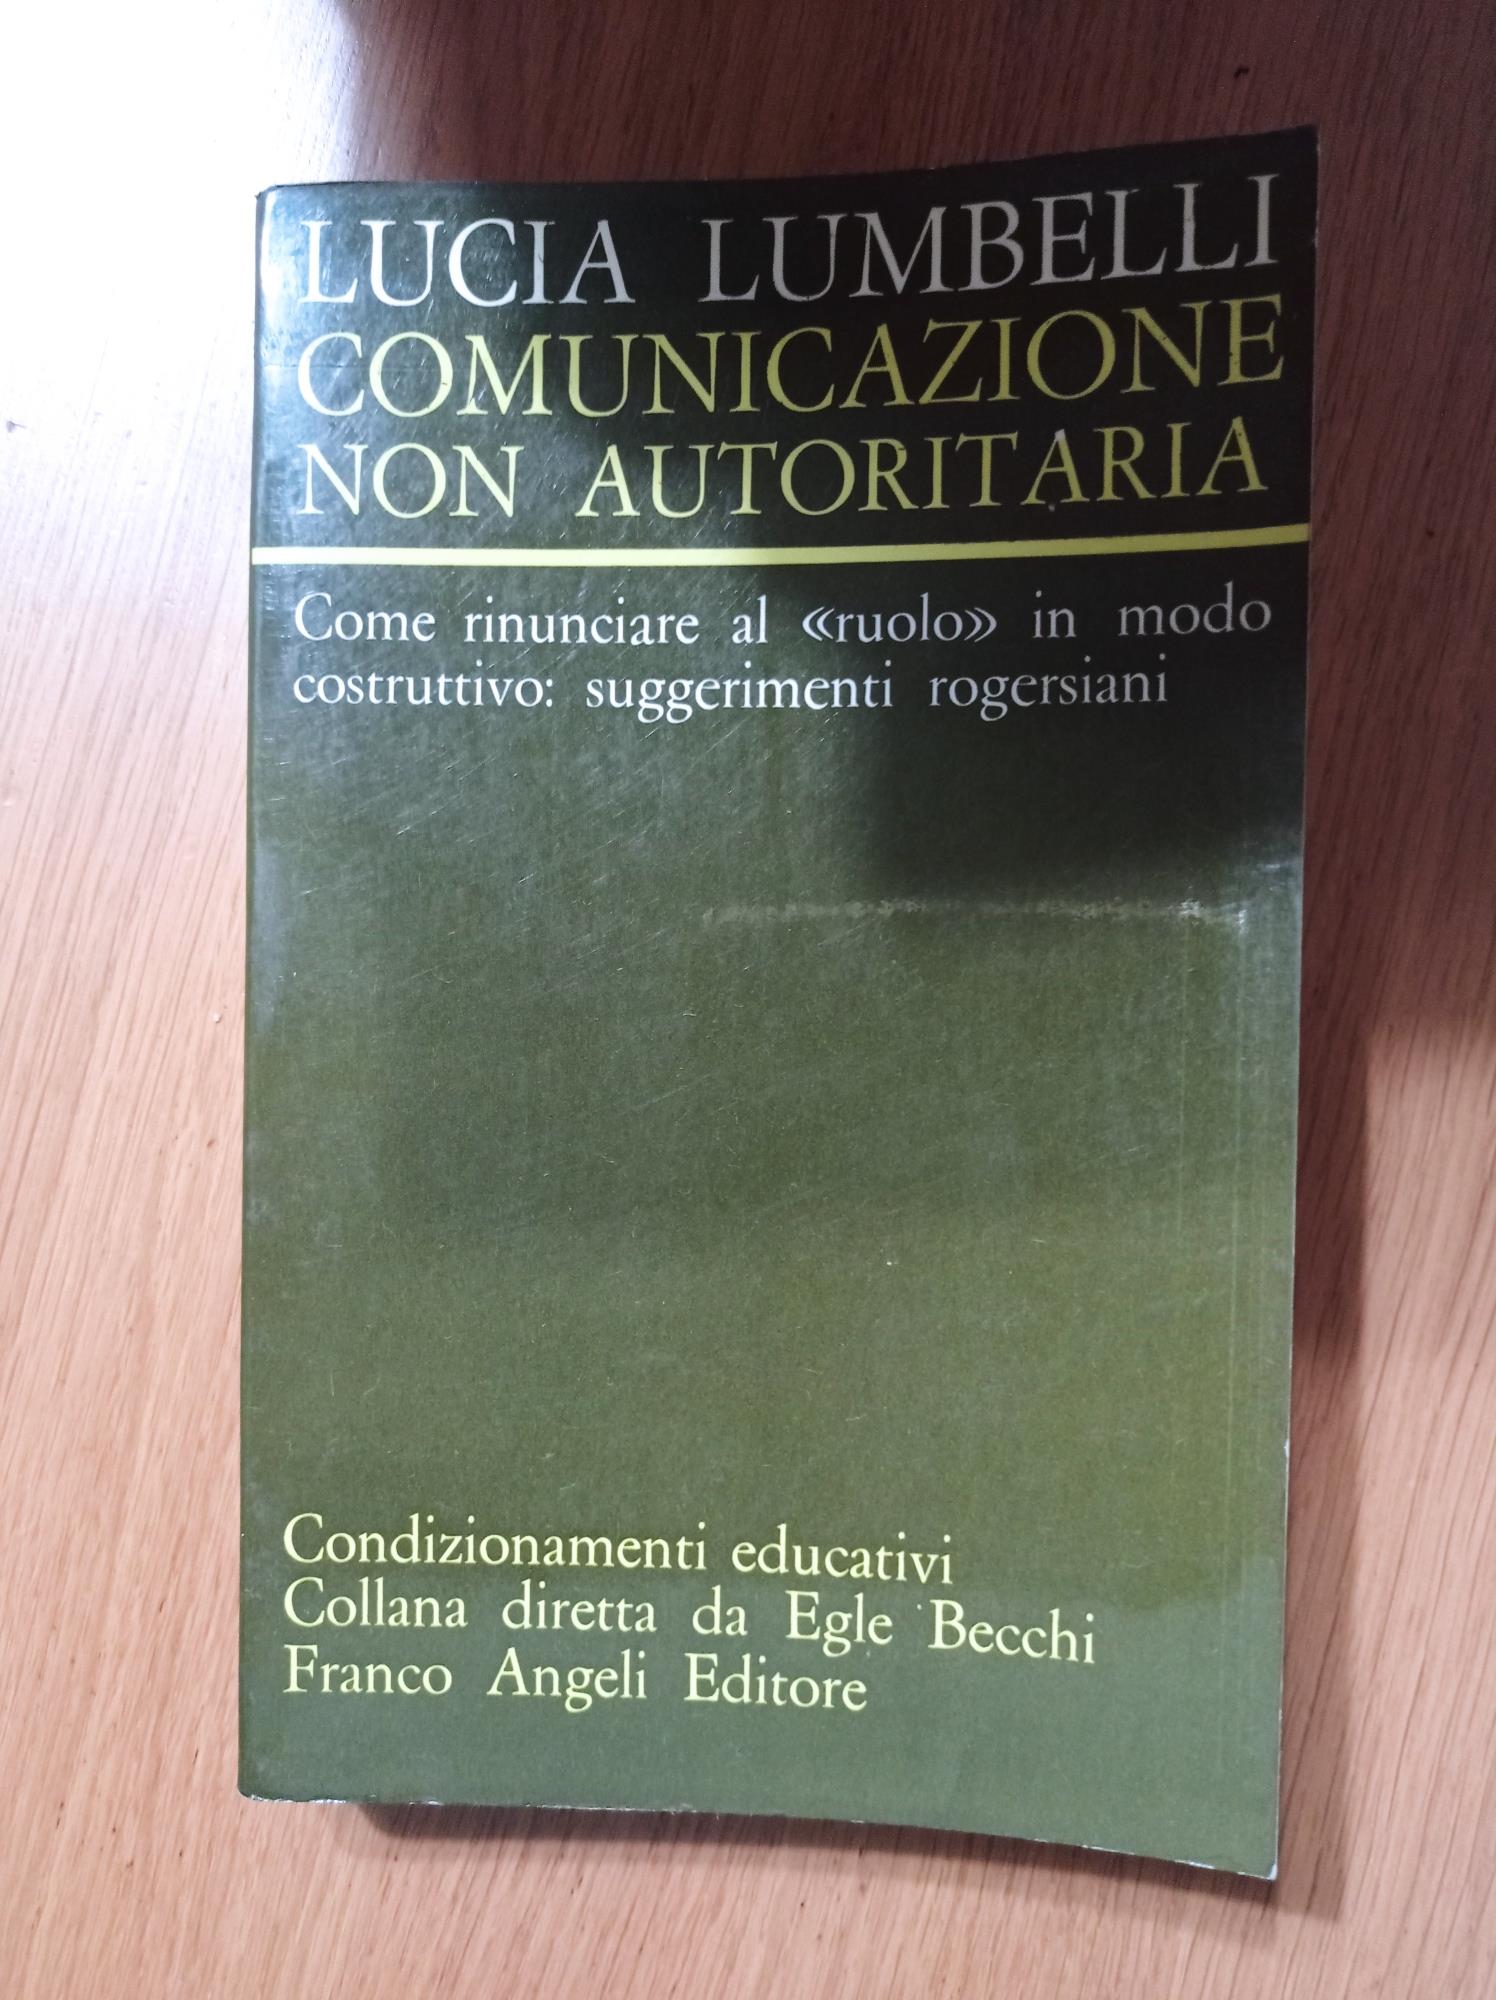 LUCIA LUMBELLI
COMUNICAZIONE
NON AUTORITARIA
Come rinunciare al «ruolo» in modo
costruttivo: suggerimenti rogersiani
Condizionamenti educativi
Collana diretta da Egle Becchi
Franco Angeli Editore